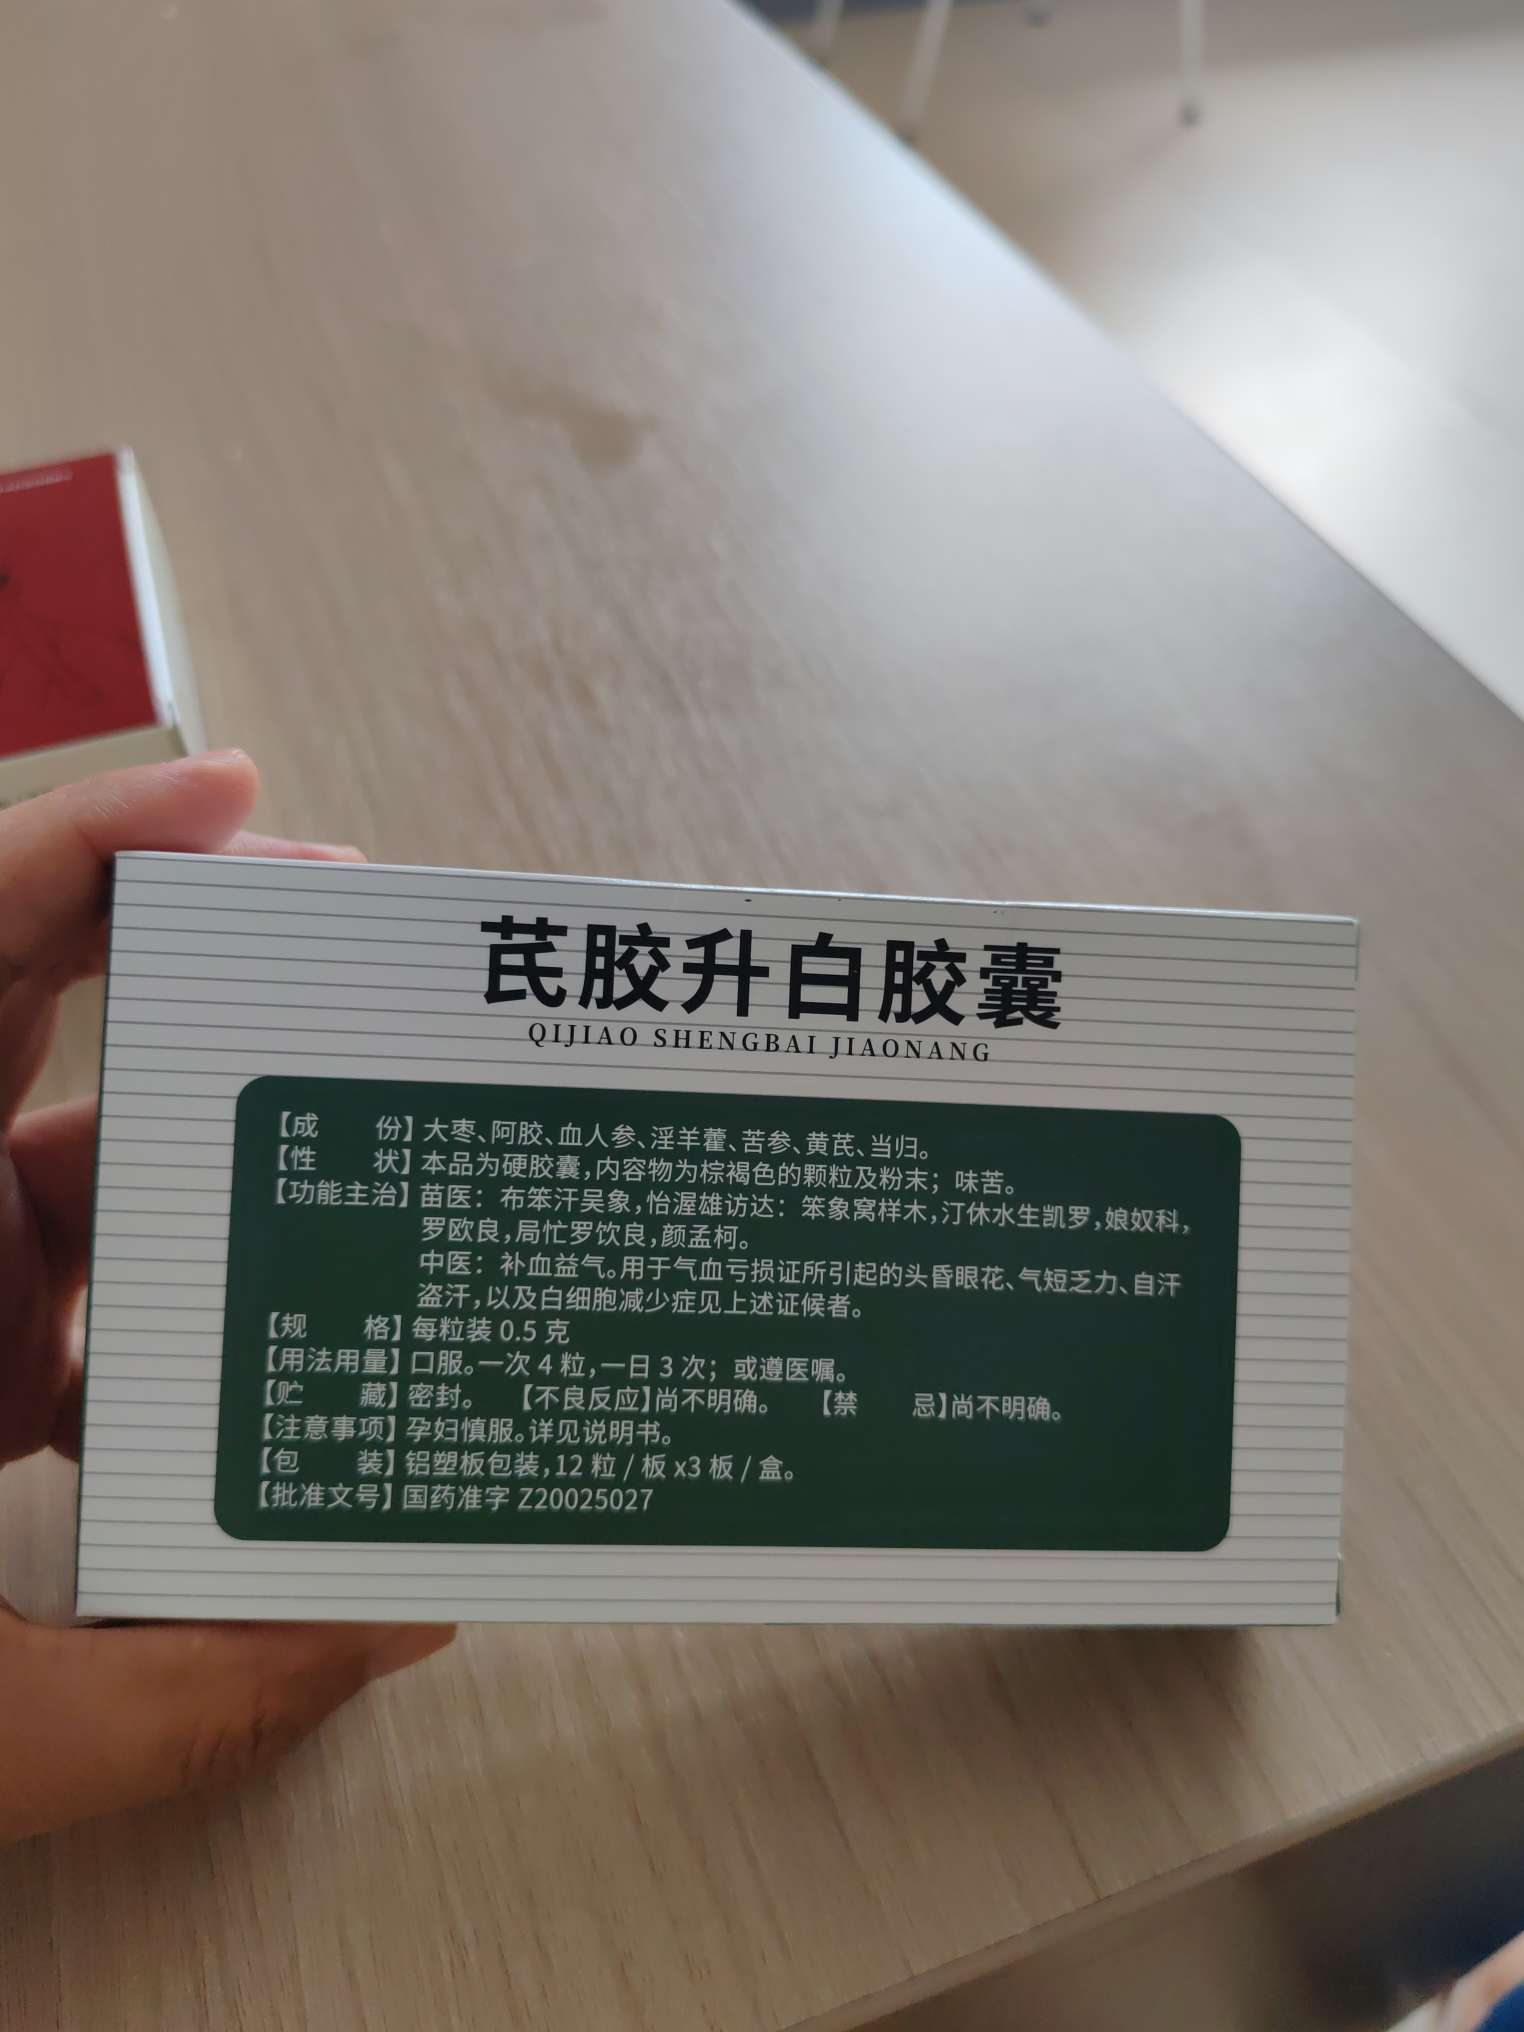 芪胶升白胶囊
QIJIAO SHENGBAI JIAONANG
【成份】大枣、阿胶、血人参、淫羊藿、苦参、黄芪、当归。
【性状】本品为硬胶囊，内容物为棕褐色的颗粒及粉末；味苦。
【功能主治】苗医：布笨汗吴象，怡渥雄访达：笨象窝样木，汀休水生凯罗，娘奴科，
罗欧良，局忙罗饮良，颜孟柯。
中医：补血益气。用于气血亏损证所引起的头昏眼花、气短乏力、自汗
盗汗，以及白细胞减少症见上述证候者。
【规格】每粒装 0.5 克
【用法用量】口服。一次 4 粒，一日 3 次；或遵医嘱。
【贮藏】密封。 【不良反应】尚不明确。 【禁忌】尚不明确。
【注意事项】孕妇慎服。详见说明书。
【包装】铝塑板包装，12 粒 / 板 x3 板 / 盒。
【批准文号】国药准字 Z20025027